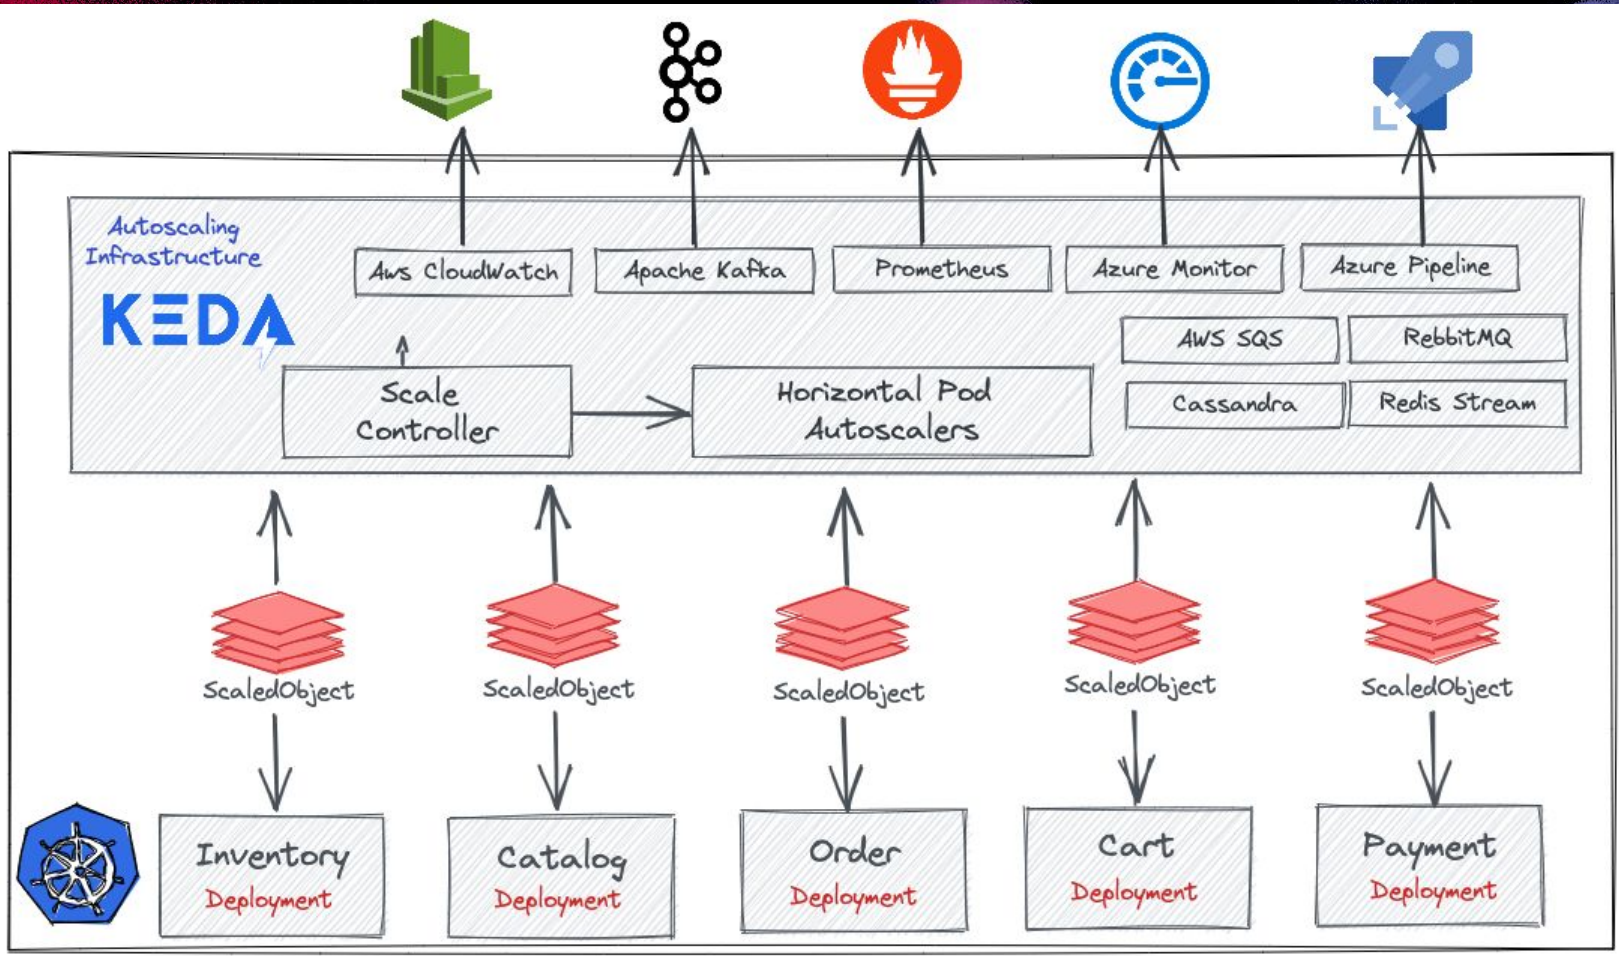 Autoscaling
Infrastructure
KEDA
Aws CloudWatch
Apache Kafka
Prometheus
Azure Monitor
Azure Pipeline
AWS SQS
RebbitMQ
Cassandra
Redis Stream
Scale
Controller
Horizontal Pod
Autoscalers
ScaledObject
ScaledObject
ScaledObject
ScaledObject
ScaledObject
Inventory
Deployment
Catalog
Deployment
Order
Deployment
Cart
Deployment
Payment
Deployment